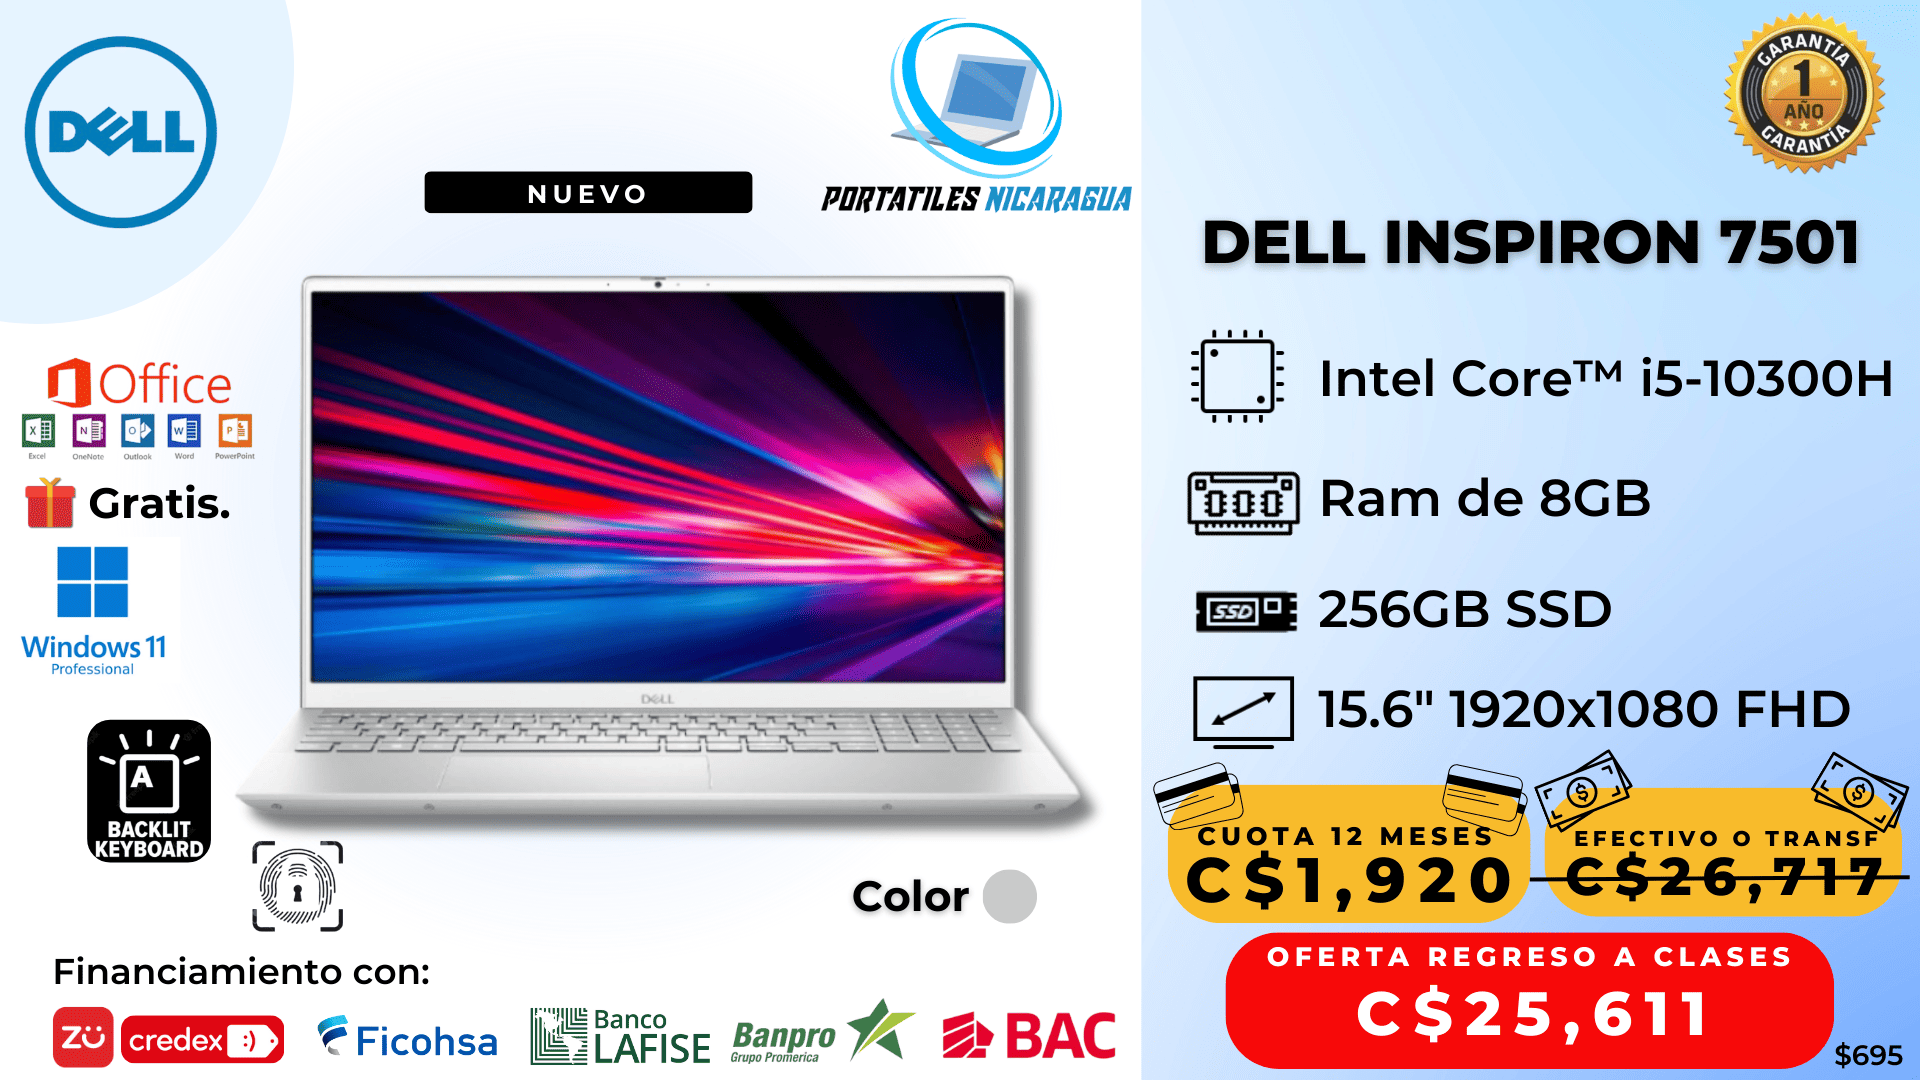 DELL
NUEVO
PORTATILES NICARAGUA
GARANTÍA
1
AÑO
GARANTÍA
Office
Excel OneNote Outlook Word PowerPoint
Gratis.
Windows 11
Professional
A
BACKLIT
KEYBOARD
DELL
Color
Financiamiento con:
zū credex :)
Ficohsa
Banco
LAFISE
Banpro
Grupo Promerica
BAC
DELL INSPIRON 7501
Intel Core™ i5-10300H
Ram de 8GB
SSD
256GB SSD
15.6" 1920x1080 FHD
CUOTA 12 MESES
C$1,920
EFECTIVO O TRANSF
C$26,717
OFERTA REGRESO A CLASES
C$25,611
$695